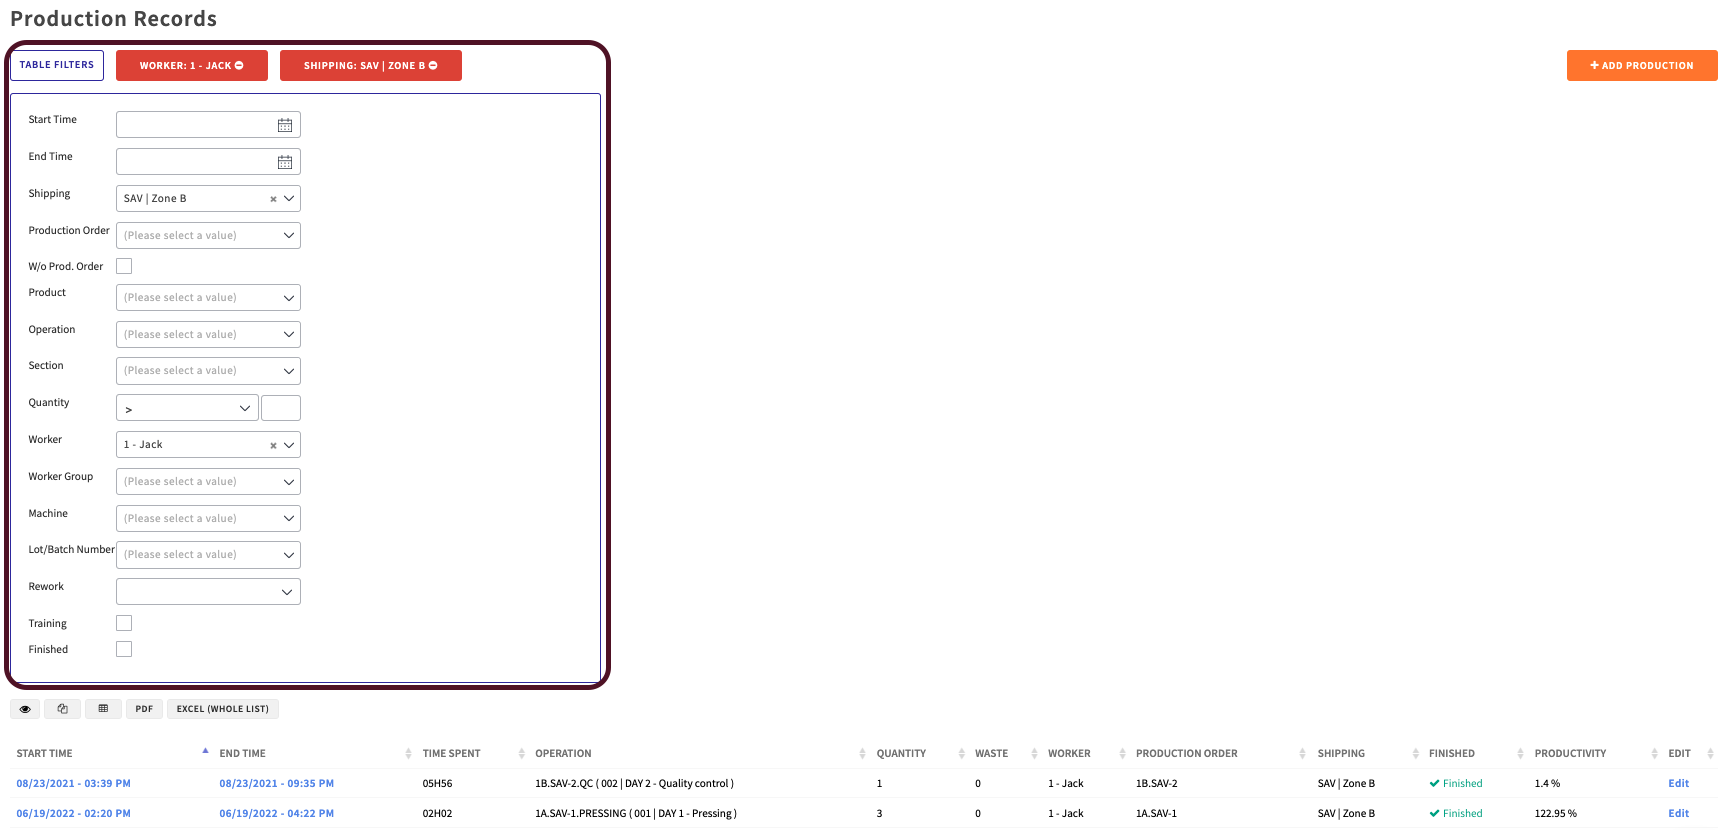 Production Records
TABLE FILTERS
WORKER: 1 - JACK
SHIPPING: SAV | ZONE B
+ ADD PRODUCTION
Start Time
End Time
Shipping SAV | Zone B ×
Production Order (Please select a value)
W/o Prod. Order
Product (Please select a value)
Operation (Please select a value)
Section (Please select a value)
Quantity >
Worker 1 - Jack ×
Worker Group (Please select a value)
Machine (Please select a value)
Lot/Batch Number (Please select a value)
Rework
Training
Finished
PDF EXCEL (WHOLE LIST)
START TIME END TIME TIME SPENT OPERATION QUANTITY WASTE WORKER PRODUCTION ORDER SHIPPING FINISHED PRODUCTIVITY EDIT
08/23/2021 - 03:39 PM 08/23/2021 - 09:35 PM 05H56 1B.SAV-2.QC ( 002 | DAY 2 - Quality control ) 1 0 1 - Jack 1B.SAV-2 SAV | Zone B Finished 1.4 % Edit
06/19/2022 - 02:20 PM 06/19/2022 - 04:22 PM 02H02 1A.SAV-1.PRESSING ( 001 | DAY 1 - Pressing ) 3 0 1 - Jack 1A.SAV-1 SAV | Zone B Finished 122.95 % Edit